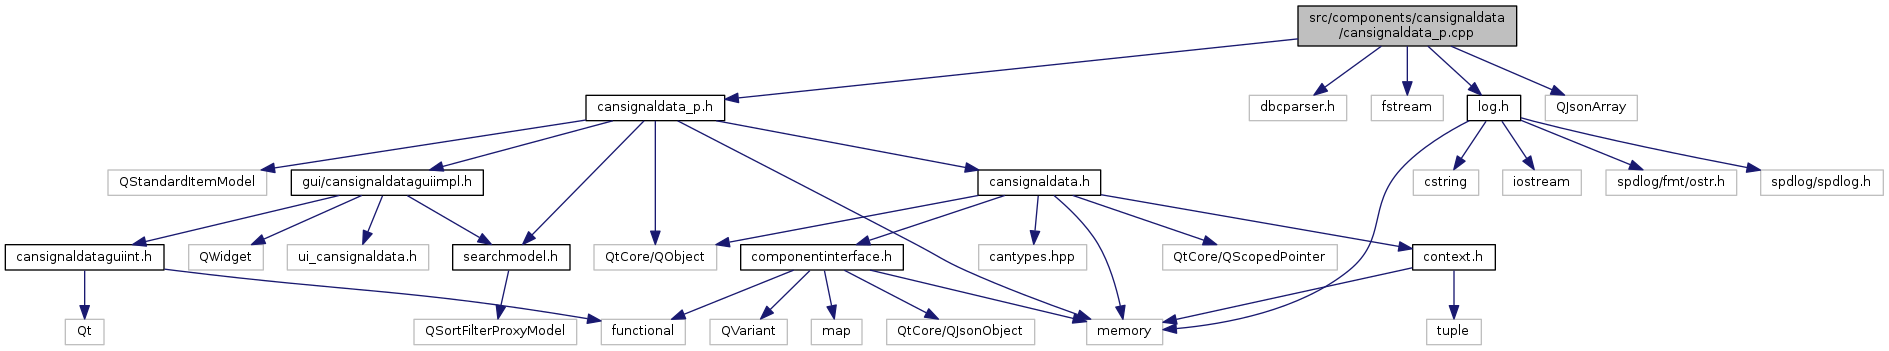 src/components/cansignaldata
/cansignaldata_p.cpp
cansignaldata_p.h
dbcparser.h
fstream
log.h
QJsonArray
QStandardItemModel
gui/cansignaldataguiimpl.h
cansignaldata.h
cstring
iostream
spdlog/fmt/ostr.h
spdlog/spdlog.h
cansignaldataguiint.h
QWidget
ui_cansignaldata.h
searchmodel.h
QtCore/QObject
componentinterface.h
cantypes.hpp
QtCore/QScopedPointer
context.h
Qt
QSortFilterProxyModel
functional
QVariant
map
QtCore/QJsonObject
memory
tuple